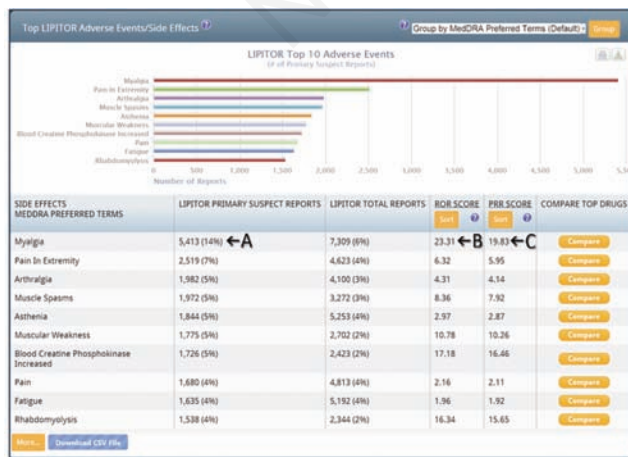 Top LIPITOR Adverse Events/Side Effects ?
? Group by MedDRA Preferred Terms (Default) Group
LIPITOR Top 10 Adverse Events
(# of Primary Suspect Reports)
Myalgia
Pain in Extremity
Arthralgia
Muscle Spasms
Asthenia
Muscular Weakness
Blood Creatine Phosphokinase Increased
Pain
Fatigue
Rhabdomyolysis
0 500 1,000 1,500 2,000 2,500 3,000 3,500 4,000 4,500 5,000
Number of Reports
SIDE EFFECTS MEDDRA PREFERRED TERMS LIPITOR PRIMARY SUSPECT REPORTS LIPITOR TOTAL REPORTS ROR SCORE PRR SCORE COMPARE TOP DRUGS
Sort ? Sort ?
Myalgia 5,413 (14%) ←A 7,309 (6%) 23.31 ←B 19.83 ←C Compare
Pain In Extremity 2,519 (7%) 4,623 (4%) 6.32 5.95 Compare
Arthralgia 1,982 (5%) 4,100 (3%) 4.31 4.14 Compare
Muscle Spasms 1,972 (5%) 3,272 (3%) 8.36 7.92 Compare
Asthenia 1,844 (5%) 5,253 (4%) 2.97 2.87 Compare
Muscular Weakness 1,775 (5%) 2,702 (2%) 10.78 10.26 Compare
Blood Creatine Phosphokinase Increased 1,726 (5%) 2,423 (2%) 17.18 16.46 Compare
Pain 1,680 (4%) 4,813 (4%) 2.16 2.11 Compare
Fatigue 1,635 (4%) 5,192 (4%) 1.96 1.92 Compare
Rhabdomyolysis 1,538 (4%) 2,344 (2%) 16.34 15.65 Compare
More... Download CSV File